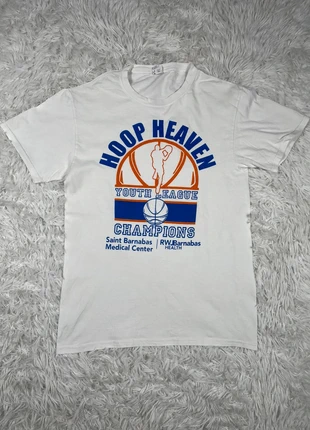 HOOP HEAVEN
YOUTH LEAGUE
CHAMPIONS
Saint Barnabas
Medical Center
RWJBarnabas
HEALTH